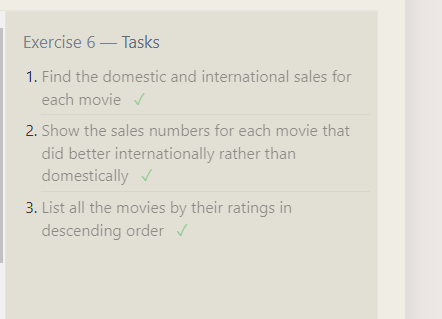 Exercise 6 — Tasks
1. Find the domestic and international sales for
each movie ✓
2. Show the sales numbers for each movie that
did better internationally rather than
domestically ✓
3. List all the movies by their ratings in
descending order ✓